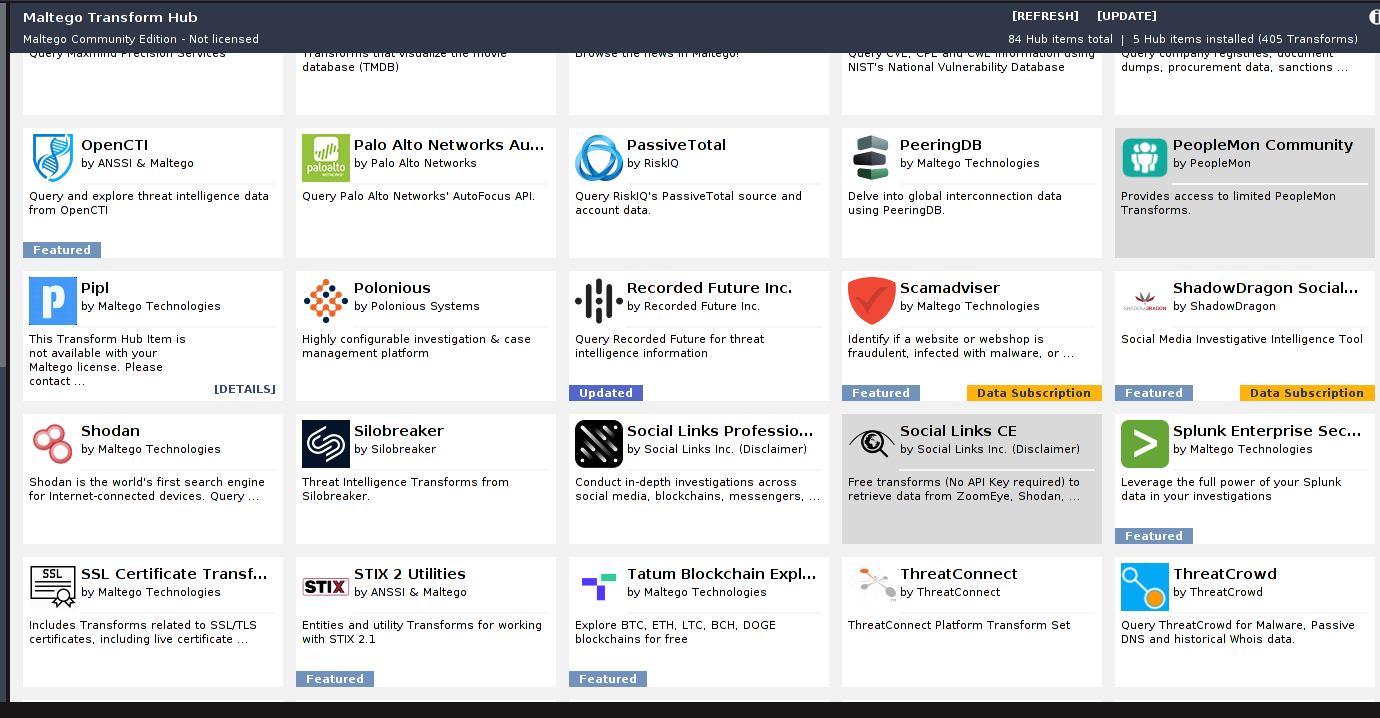 Maltego Transform Hub
[REFRESH] [UPDATE]
Maltego Community Edition - Not licensed
84 Hub items total | 5 Hub items installed (405 Transforms)
Query MaxMind Precision Services
Transforms that visualize the movie
database (TMDB)
Browse the news in Maltego!
Query CVE, CPE and CWE information using
NIST's National Vulnerability Database
Query company registries, document
dumps, procurement data, sanctions ...
OpenCTI
by ANSSI & Maltego
Query and explore threat intelligence data
from OpenCTI
Featured
paloalto
NETWORKS
Palo Alto Networks Au...
by Palo Alto Networks
Query Palo Alto Networks' AutoFocus API.
PassiveTotal
by RiskIQ
Query RiskIQ's PassiveTotal source and
account data.
PeeringDB
by Maltego Technologies
Delve into global interconnection data
using PeeringDB.
PeopleMon Community
by PeopleMon
Provides access to limited PeopleMon
Transforms.
p
Pipl
by Maltego Technologies
This Transform Hub Item is
not available with your
Maltego license. Please
contact ...
[DETAILS]
Polonious
by Polonious Systems
Highly configurable investigation & case
management platform
Recorded Future Inc.
by Recorded Future Inc.
Query Recorded Future for threat
intelligence information
Updated
Scamadviser
by Maltego Technologies
Identify if a website or webshop is
fraudulent, infected with malware, or ...
Featured
Data Subscription
SHADOWDRAGON
ShadowDragon Social...
by ShadowDragon
Social Media Investigative Intelligence Tool
Featured
Data Subscription
Shodan
by Maltego Technologies
Shodan is the world's first search engine
for Internet-connected devices. Query ...
Silobreaker
by Silobreaker
Threat Intelligence Transforms from
Silobreaker.
Social Links Professio...
by Social Links Inc. (Disclaimer)
Conduct in-depth investigations across
social media, blockchains, messengers, ...
Social Links CE
by Social Links Inc. (Disclaimer)
Free transforms (No API Key required) to
retrieve data from ZoomEye, Shodan, ...
>
Splunk Enterprise Sec...
by Maltego Technologies
Leverage the full power of your Splunk
data in your investigations
Featured
SSL
SSL Certificate Transf...
by Maltego Technologies
Includes Transforms related to SSL/TLS
certificates, including live certificate ...
STIX
STIX 2 Utilities
by ANSSI & Maltego
Entities and utility Transforms for working
with STIX 2.1
Featured
Tatum Blockchain Expl...
by Maltego Technologies
Explore BTC, ETH, LTC, BCH, DOGE
blockchains for free
Featured
ThreatConnect
by ThreatConnect
ThreatConnect Platform Transform Set
ThreatCrowd
by ThreatCrowd
Query ThreatCrowd for Malware, Passive
DNS and historical Whois data.